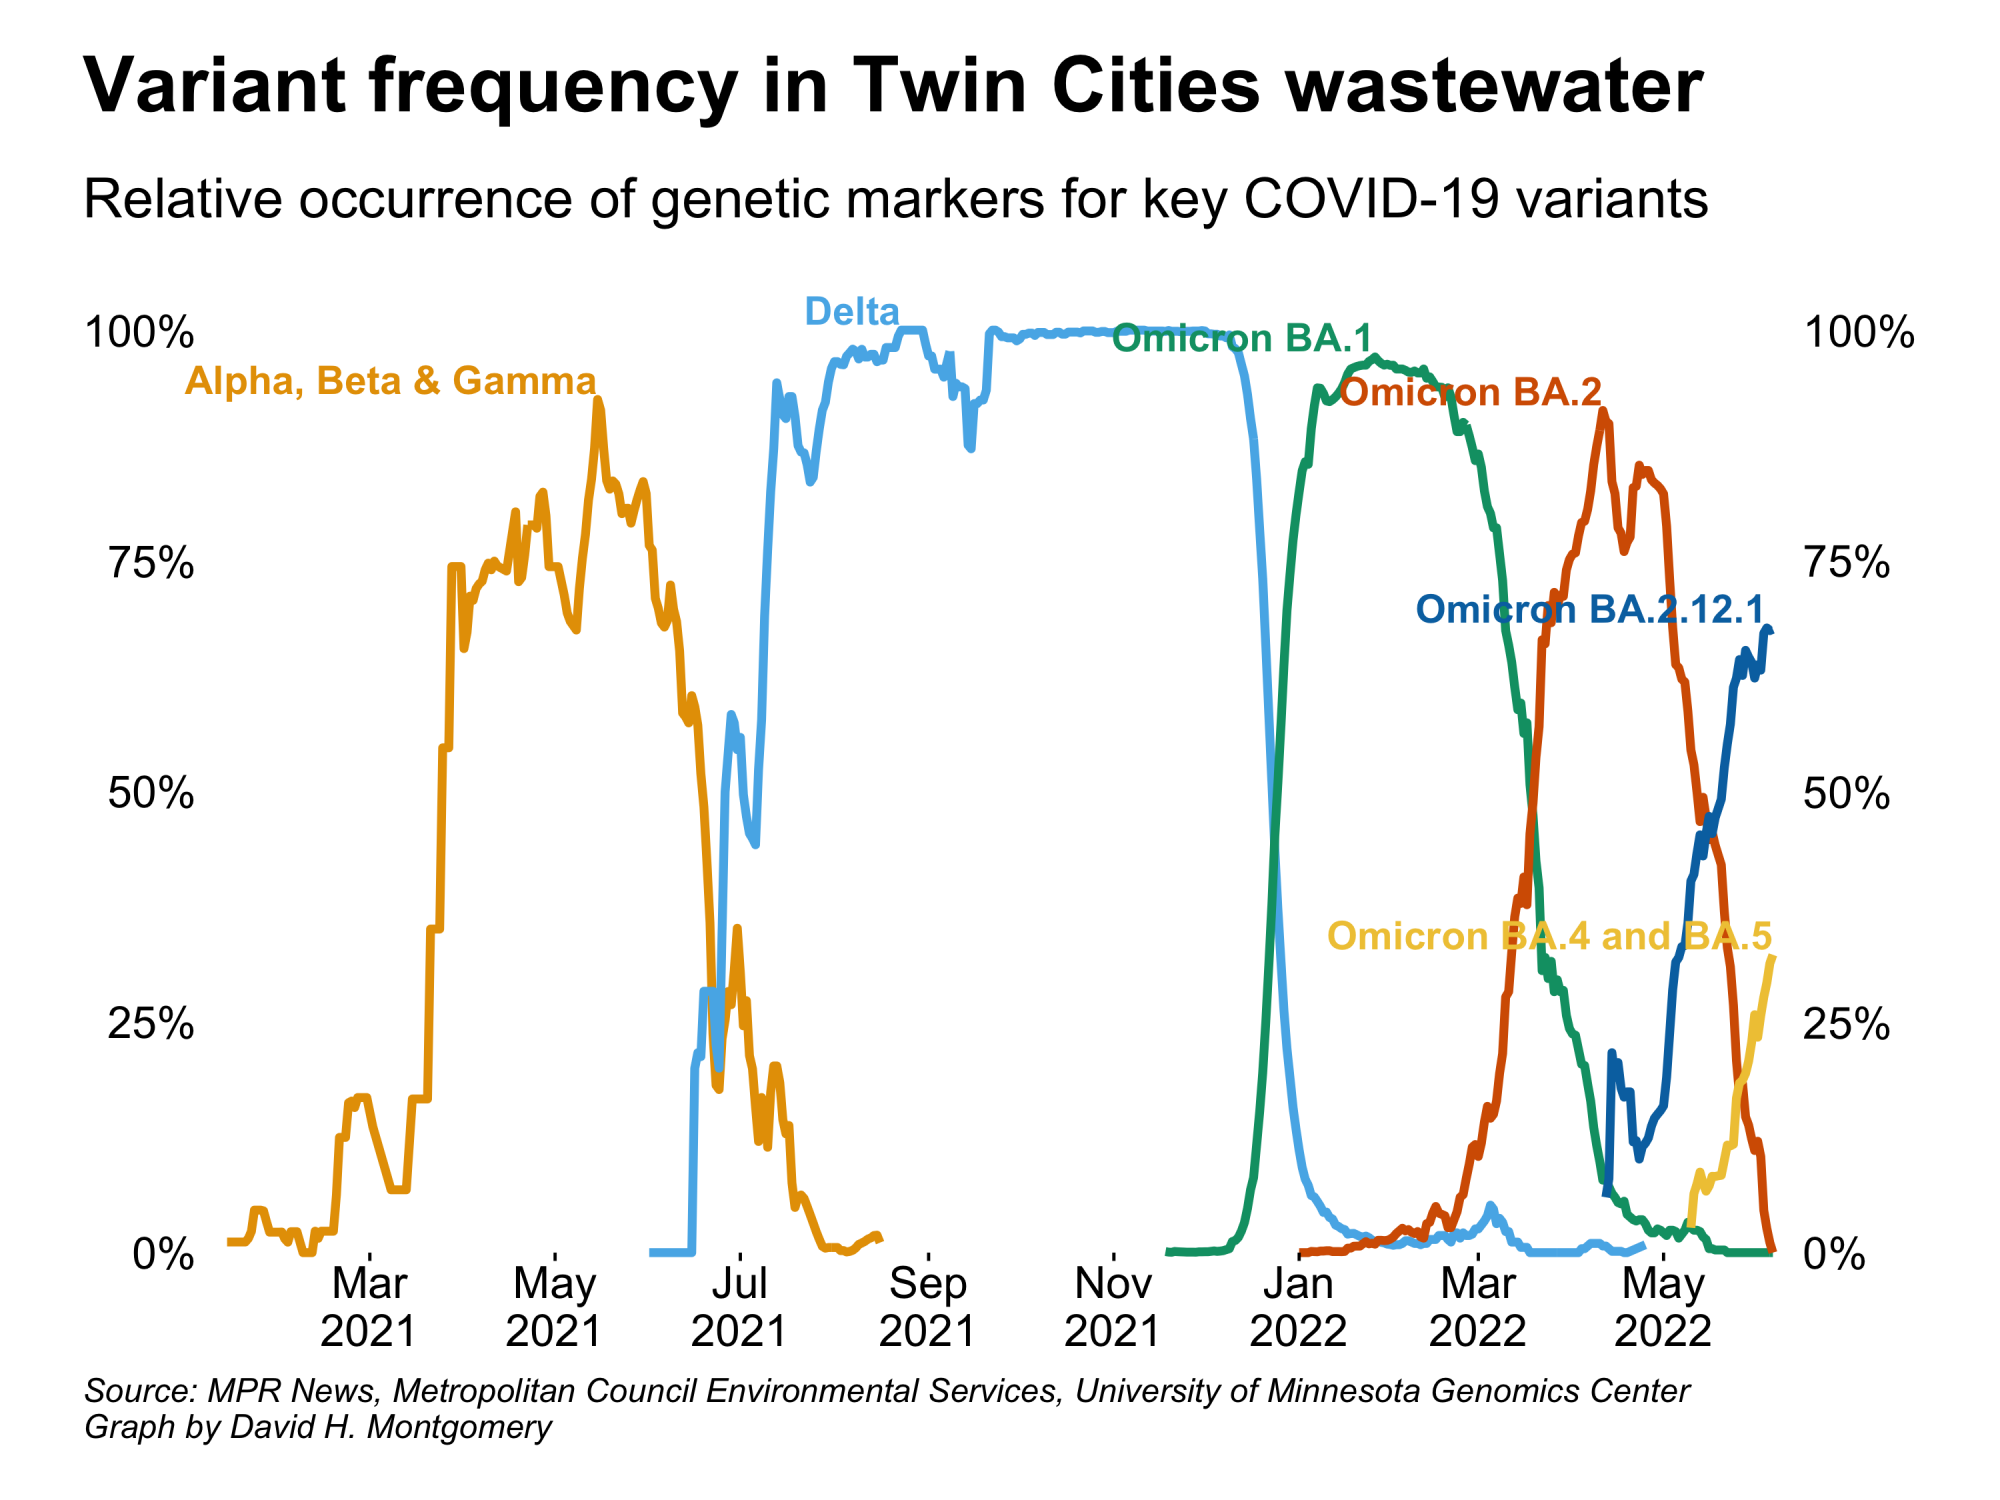 Variant frequency in Twin Cities wastewater
Relative occurrence of genetic markers for key COVID-19 variants
Delta
100%
Omicron BA.1
100%
Alpha, Beta & Gamma
Omicron BA.2
75%
75%
Omicron BA.2.12.1
50%
50%
Omicron BA.4 and BA.5
25%
25%
0%
0%
Mar May Jul Sep Nov Jan Mar May
2021 2021 2021 2021 2021 2022 2022 2022
Source: MPR News, Metropolitan Council Environmental Services, University of Minnesota Genomics Center
Graph by David H. Montgomery